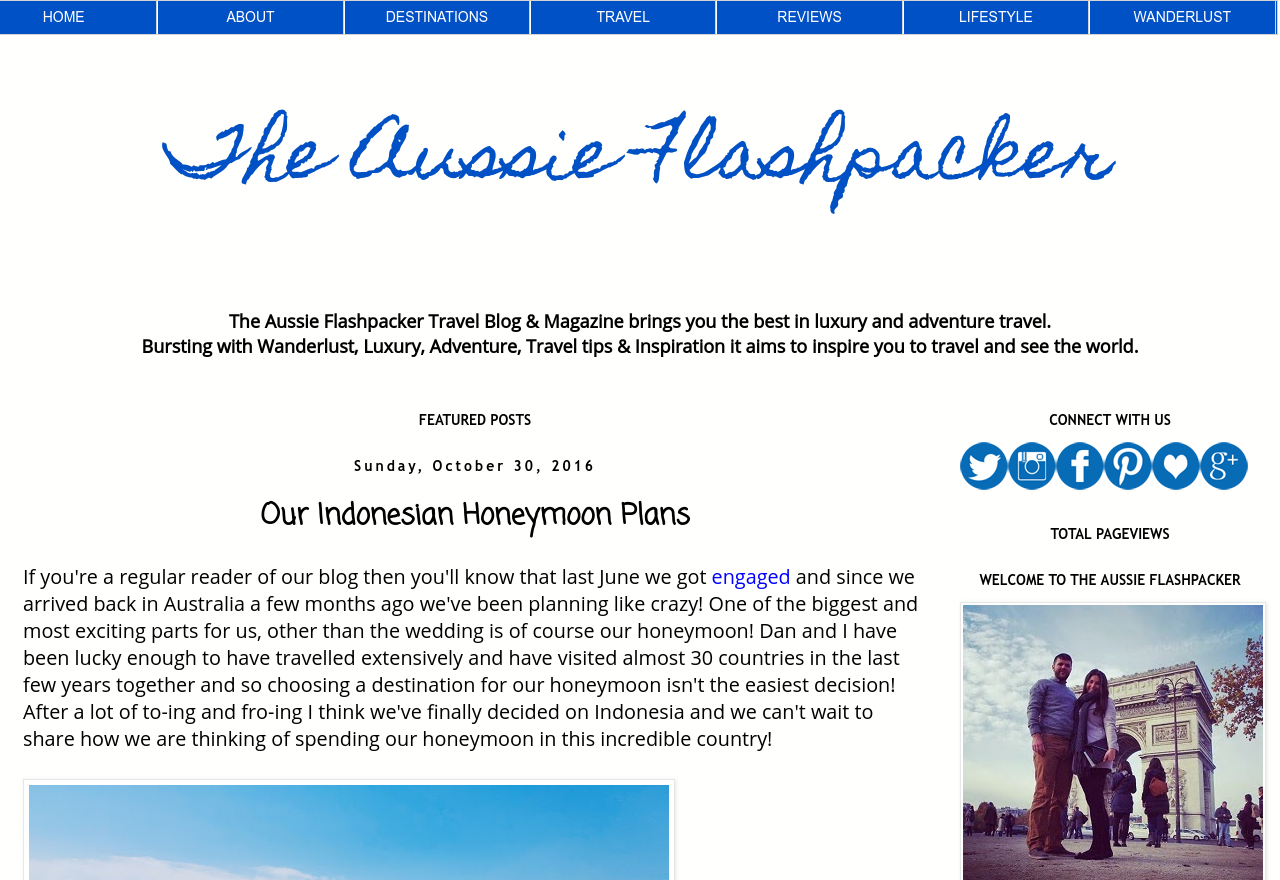 HOME ABOUT DESTINATIONS TRAVEL REVIEWS LIFESTYLE WANDERLUST
The Aussie Flashpacker
The Aussie Flashpacker Travel Blog & Magazine brings you the best in luxury and adventure travel.
Bursting with Wanderlust, Luxury, Adventure, Travel tips & Inspiration it aims to inspire you to travel and see the world.
FEATURED POSTS
Sunday, October 30, 2016
Our Indonesian Honeymoon Plans
If you're a regular reader of our blog then you'll know that last June we got engaged and since we
arrived back in Australia a few months ago we've been planning like crazy! One of the biggest and
most exciting parts for us, other than the wedding is of course our honeymoon! Dan and I have
been lucky enough to have travelled extensively and have visited almost 30 countries in the last
few years together and so choosing a destination for our honeymoon isn't the easiest decision!
After a lot of to-ing and fro-ing I think we've finally decided on Indonesia and we can't wait to
share how we are thinking of spending our honeymoon in this incredible country!
CONNECT WITH US
g+
TOTAL PAGEVIEWS
WELCOME TO THE AUSSIE FLASHPACKER